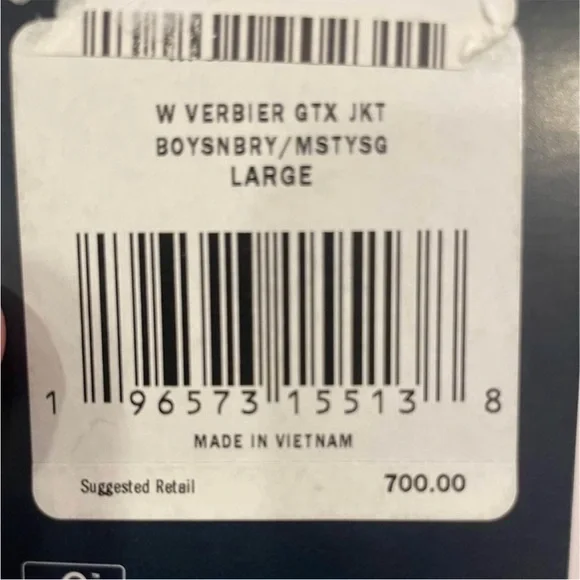 W VERBIER GTX JKT
BOYSNBRY/MSTYSG
LARGE
1 96573 15513 8
MADE IN VIETNAM
Suggested Retail 700.00